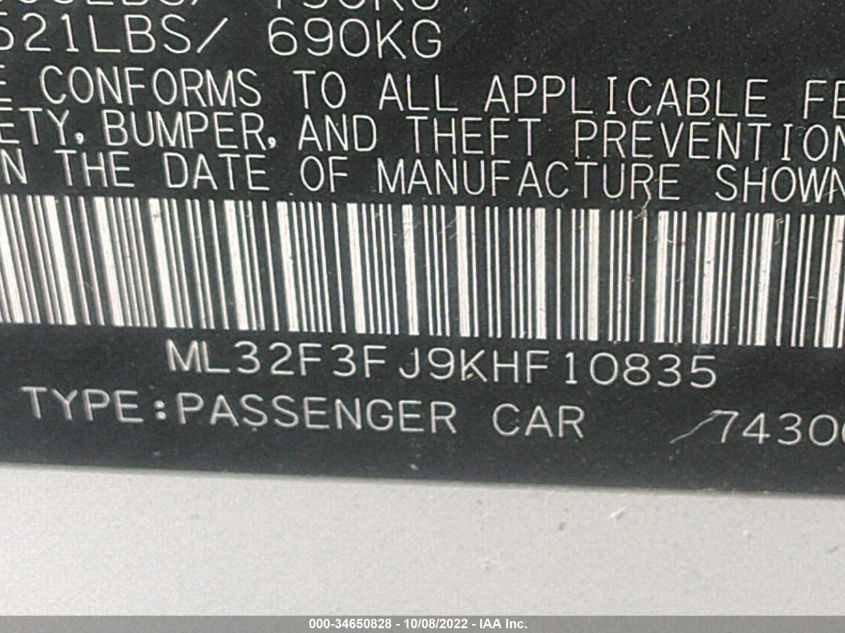 521LBS/ 690KG
CONFORMS TO ALL APPLICABLE
BUMPER, AND THEFT PREVENTION
THE DATE OF MANUFACTURE SHOWN
ML32F3FJ9KHF10835
TYPE:PASSENGER CAR
000-34650828 - 10/08/2022 - IAA Inc.